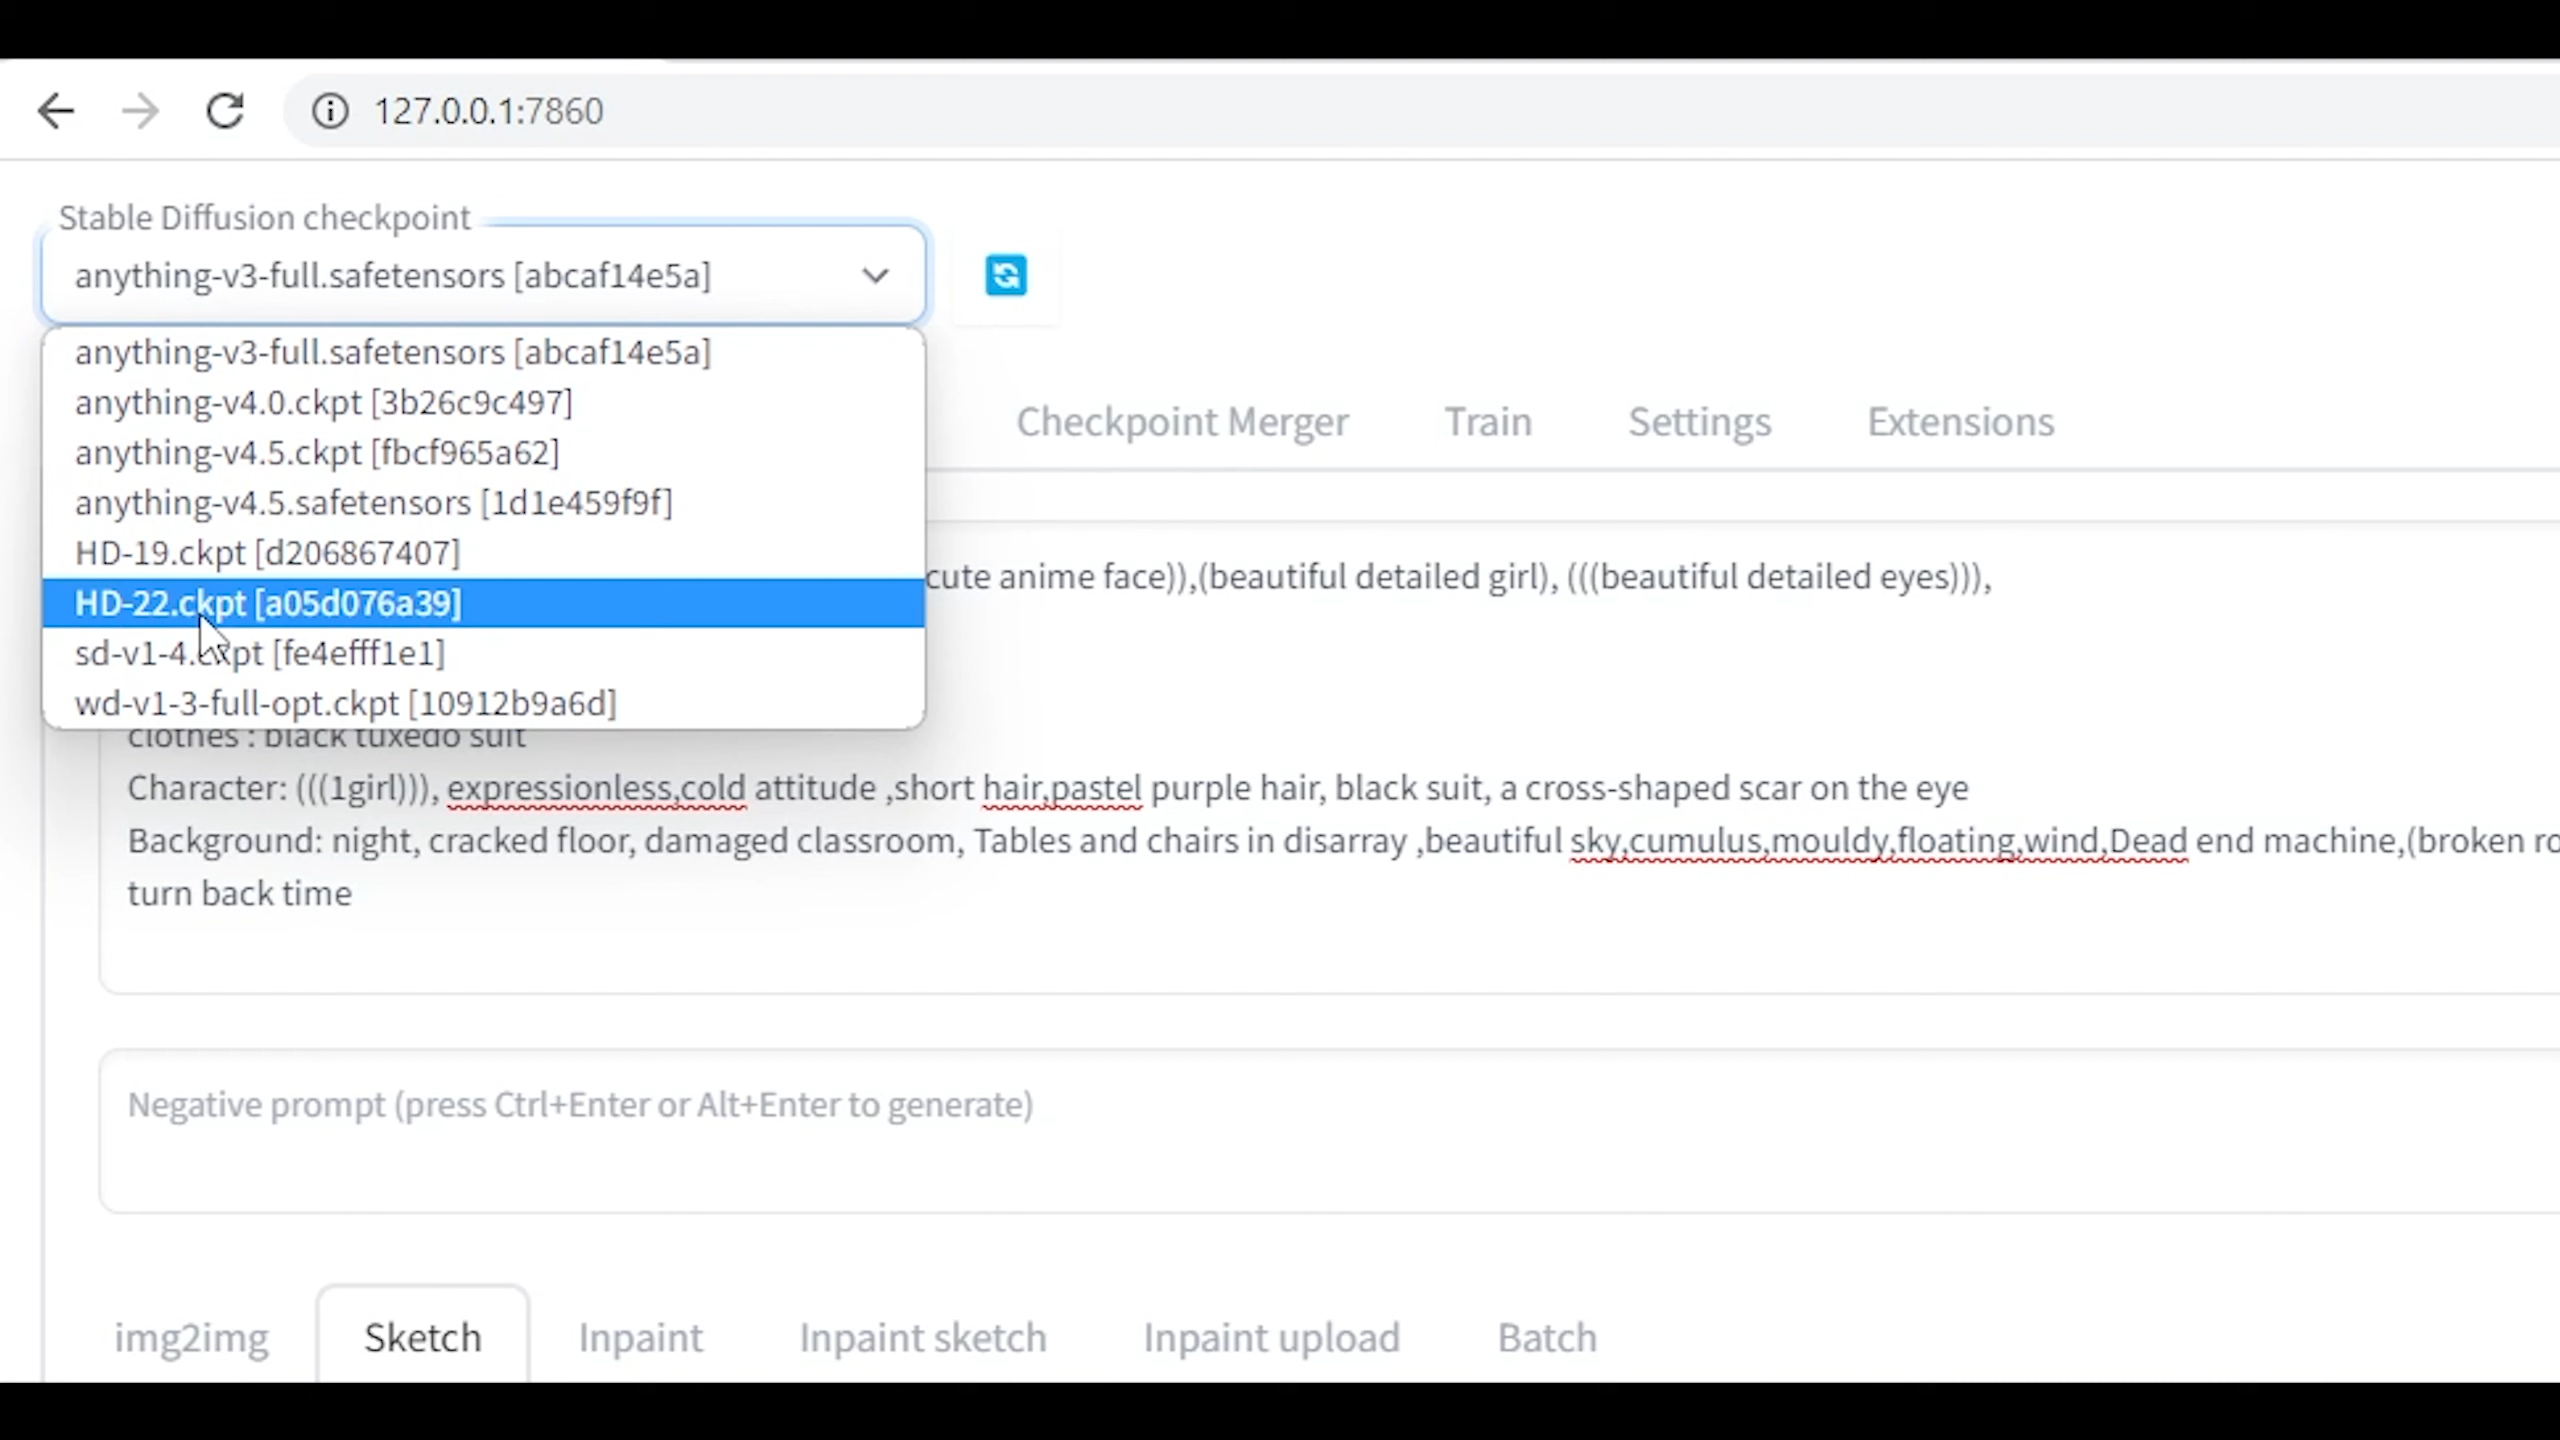 127.0.0.1:7860
Stable Diffusion checkpoint
anything-v3-full.safetensors [abcaf14e5a]
anything-v3-full.safetensors [abcaf14e5a]
anything-v4.0.ckpt [3b26c9c497]
anything-v4.5.ckpt [fbcf965a62]
anything-v4.5.safetensors [1d1e459f9f]
HD-19.ckpt [d206867407]
HD-22.ckpt [a05d076a39]
sd-v1-4.ckpt [fe4efff1e1]
wd-v1-3-full-opt.ckpt [10912b9a6d]
Checkpoint Merger Train Settings Extensions
cute anime face)),(beautiful detailed girl), (((beautiful detailed eyes))),
clothes : black tuxedo suit
Character: (((1girl))), expressionless,cold attitude ,short hair,pastel purple hair, black suit, a cross-shaped scar on the eye
Background: night, cracked floor, damaged classroom, Tables and chairs in disarray ,beautiful sky,cumulus,mouldy,floating,wind,Dead end machine,(broken ro
turn back time
Negative prompt (press Ctrl+Enter or Alt+Enter to generate)
img2img Sketch Inpaint Inpaint sketch Inpaint upload Batch